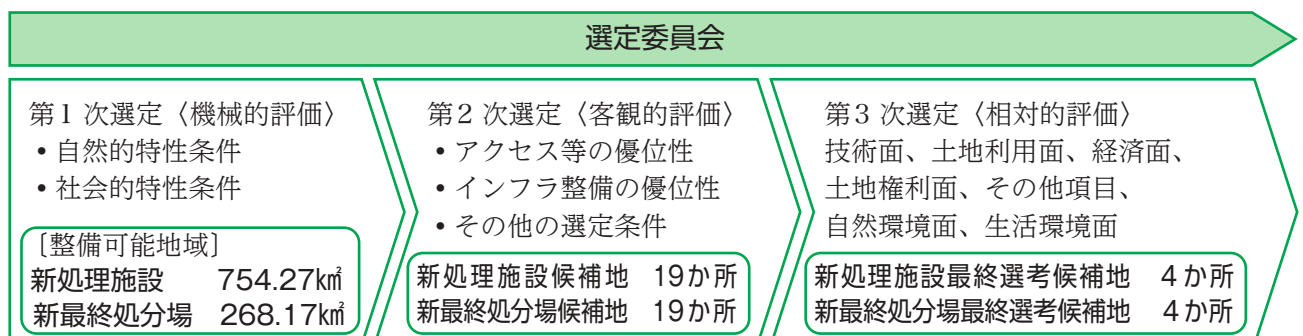 選定委員会
第1次選定〈機械的評価〉
•自然的特性条件
•社会的特性条件
〔整備可能地域〕
新処理施設 754.27㎢
新最終処分場 268.17㎢
第2次選定〈客観的評価〉
•アクセス等の優位性
•インフラ整備の優位性
•その他の選定条件
新処理施設候補地 19か所
新最終処分場候補地 19か所
第3次選定〈相対的評価〉
技術面、土地利用面、経済面、
土地権利面、その他項目、
自然環境面、生活環境面
新処理施設最終選考候補地 4か所
新最終処分場最終選考候補地 4か所